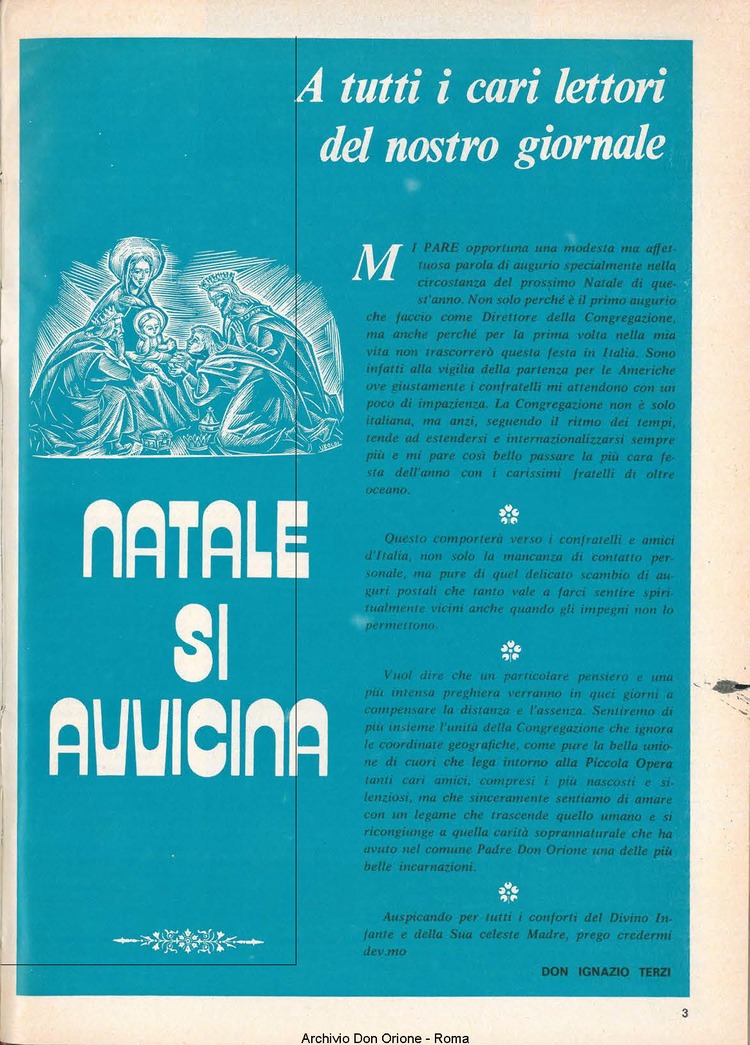 A tutti i cari lettori
del nostro giornale
MI PARE opportuna una modesta ma affet-
tuosa parola di augurio specialmente nella
circostanza del prossimo Natale di que-
st'anno. Non solo perché è il primo augurio
che faccio come Direttore della Congregazione,
ma anche perché per la prima volta nella mia
vita non trascorrerò questa festa in Italia. Sono
infatti alla vigilia della partenza per le Americhe
ove giustamente i confratelli mi attendono con un
poco di impazienza. La Congregazione non è solo
italiana, ma anzi, seguendo il ritmo dei tempi,
tende ad estendersi e internazionalizzarsi sempre
più e mi pare così bello passare la più cara fe-
sta dell'anno con i carissimi fratelli di oltre
oceano.
Questo comporterà verso i confratelli e amici
d'Italia, non solo la mancanza di contatto per-
sonale, ma pure di quel delicato scambio di au-
guri postali che tanto vale a farci sentire spiri-
tualmente vicini anche quando gli impegni non lo
permettono.
Vuol dire che un particolare pensiero e una
più intensa preghiera verranno in quei giorni a
compensare la distanza e l'assenza. Sentiremo di
più insieme l'unità della Congregazione che ignora
le coordinate geografiche, come pure la bella unio-
ne di cuori che lega intorno alla Piccola Opera
tanti cari amici, compresi i più nascosti e si-
lenziosi, ma che sinceramente sentiamo di amare
con un legame che trascende quello umano e si
ricongiunge a quella carità soprannaturale che ha
avuto nel comune Padre Don Orione una delle più
belle incarnazioni.
Auspicando per tutti i conforti del Divino In-
fante e della Sua celeste Madre, prego credermi
dev.mo
DON IGNAZIO TERZI
NATALE
SI
AVVICINA
3
Archivio Don Orione - Roma